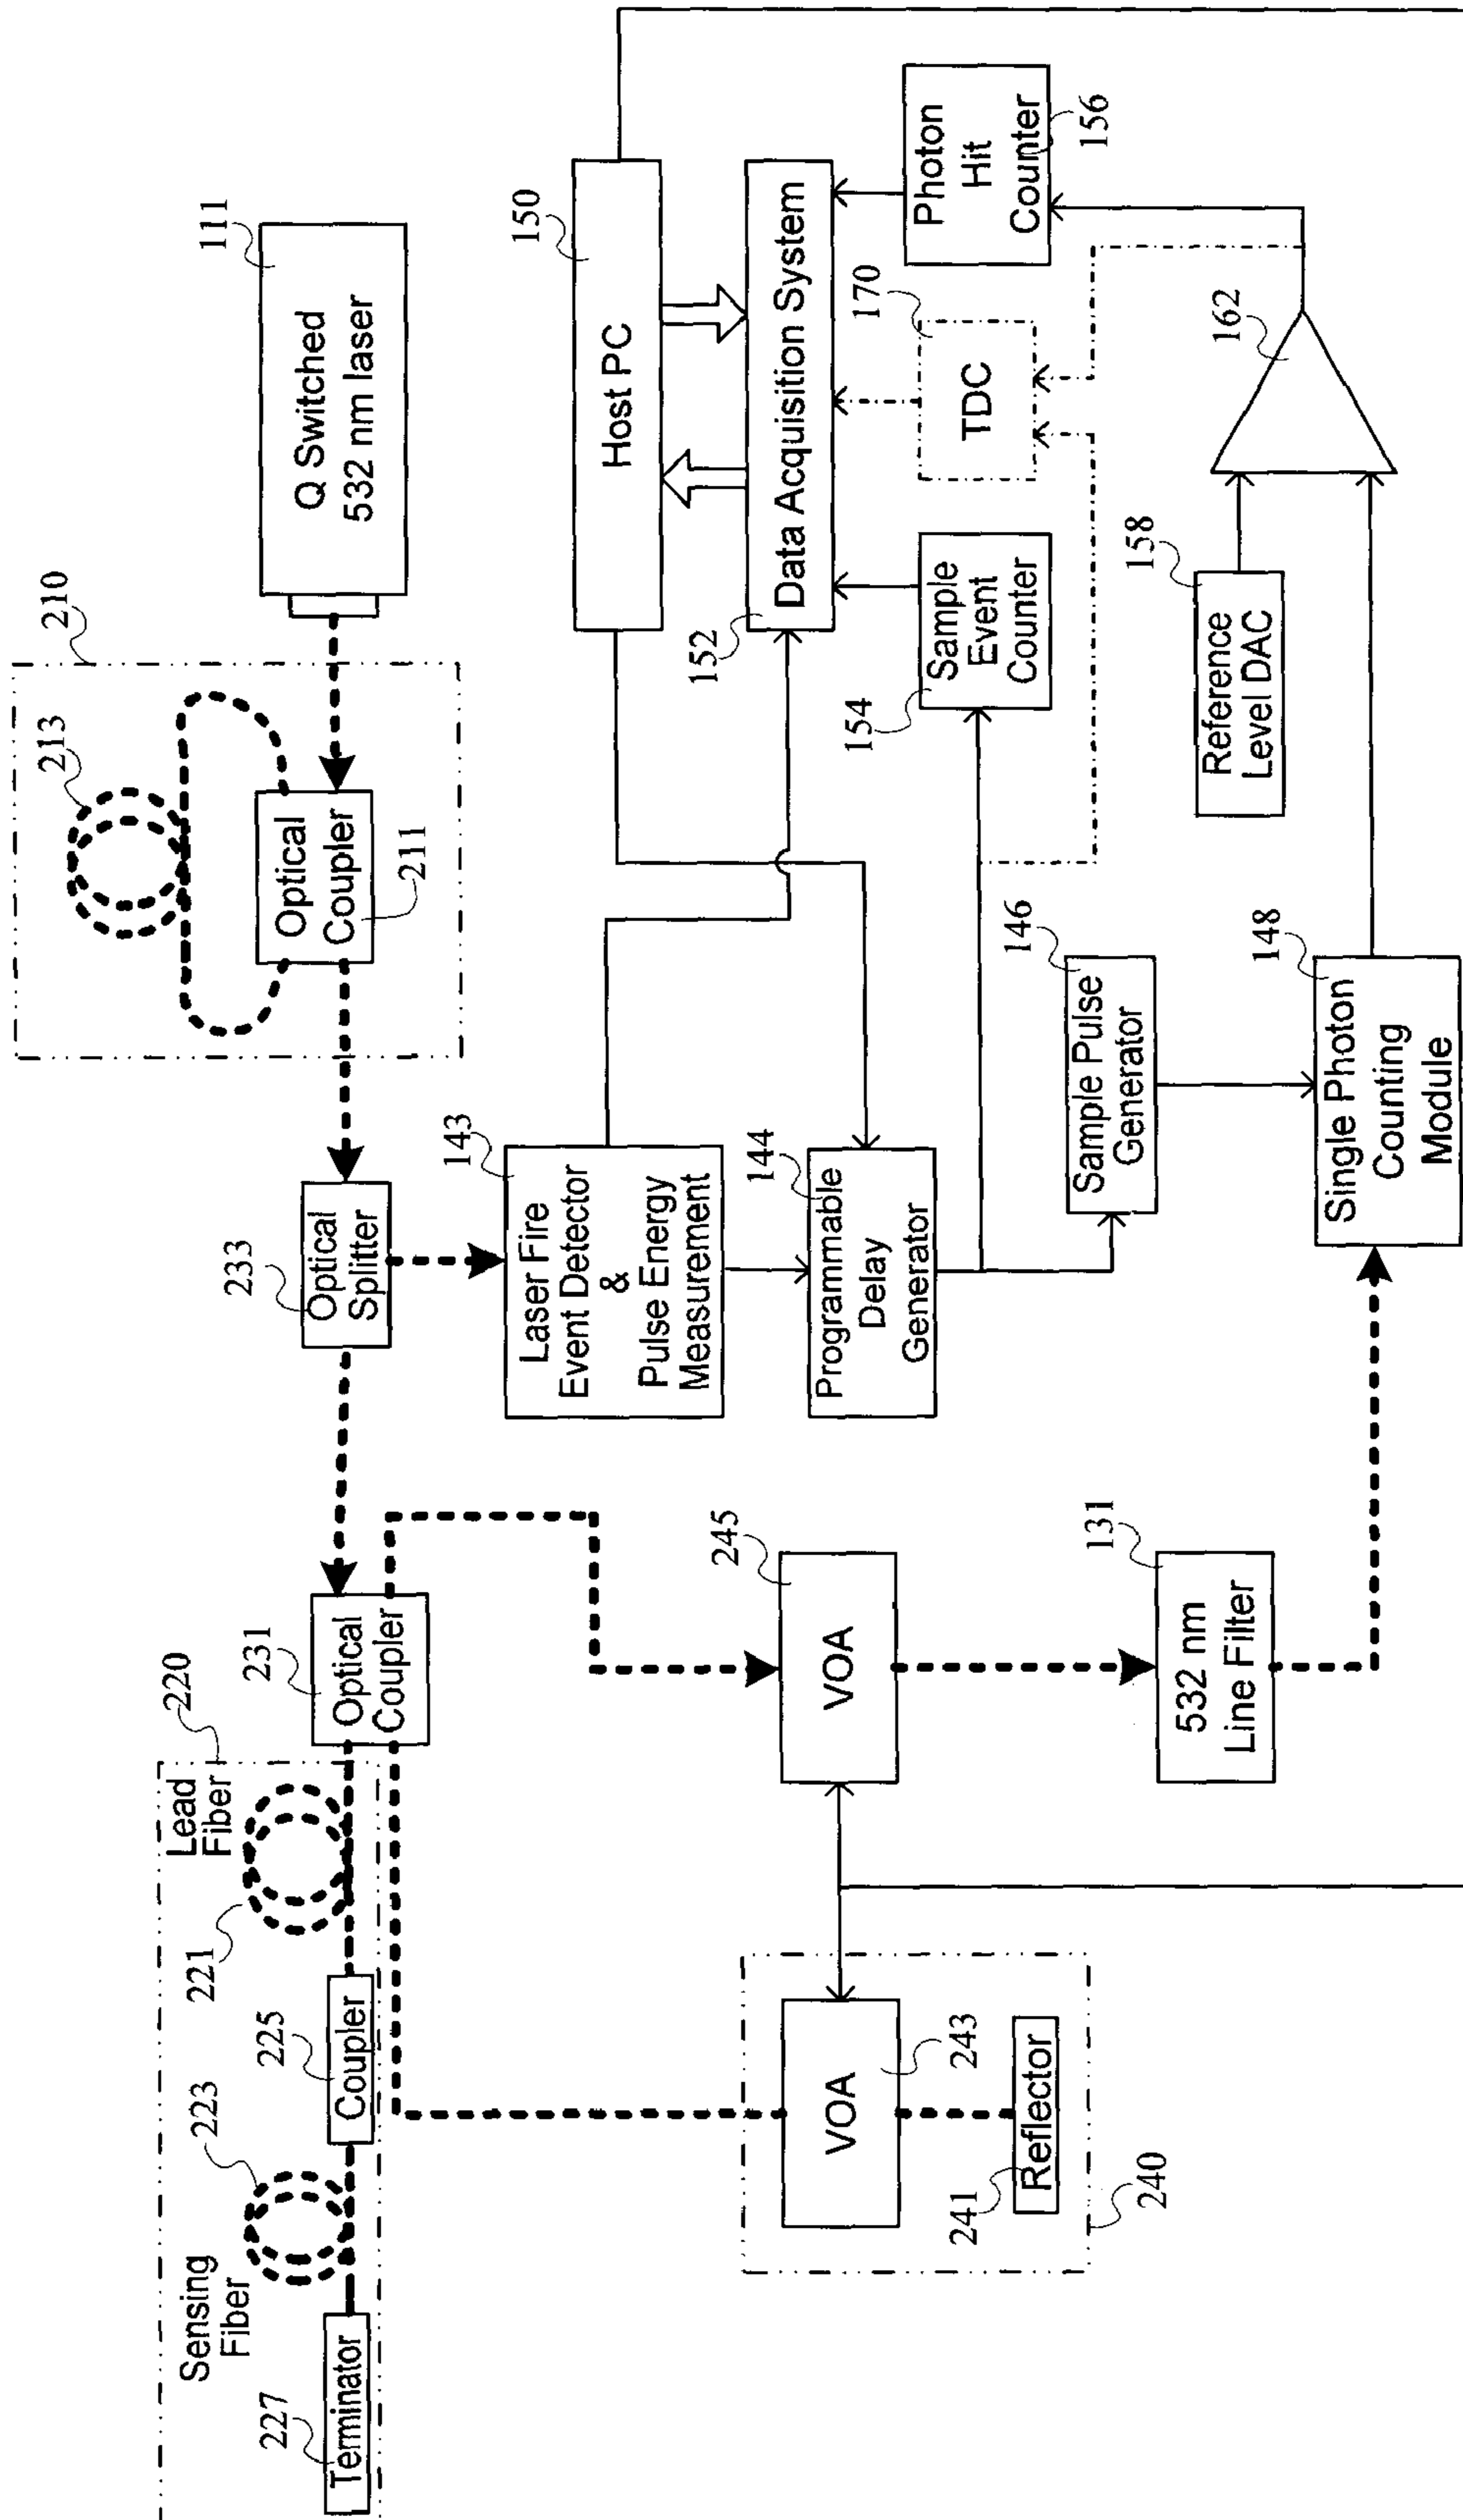 Sensing
Fiber
223
Lead
Fiber
220
221
227
Terminator
225
Coupler
231
Optical
Coupler
233
Optical
Splitter
213
210
Optical
Coupler
211
111
Q Switched
532 nm laser
143
Laser Fire
Event Detector
&
Pulse Energy
Measurement
150
Host PC
152
Data Acquisition System
245
VOA
VOA
243
241
Reflector
240
144
Programmable
Delay
Generator
154
Sample
Event
Counter
170
TDC
Photon
Hit
Counter
156
146
Sample Pulse
Generator
131
532 nm
Line Filter
158
Reference
Level DAC
162
148
Single Photon
Counting
Module